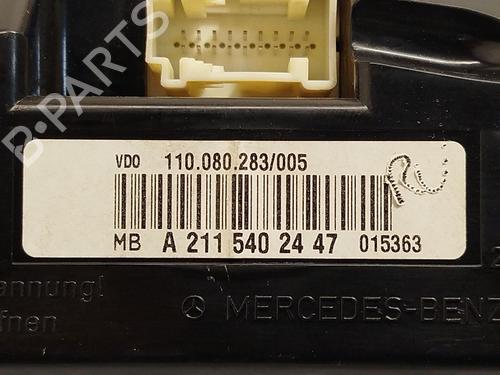 B-PARTS
VDO 110.080.283/005
MB A 211 540 24 47 015363
MERCEDES-BENZ